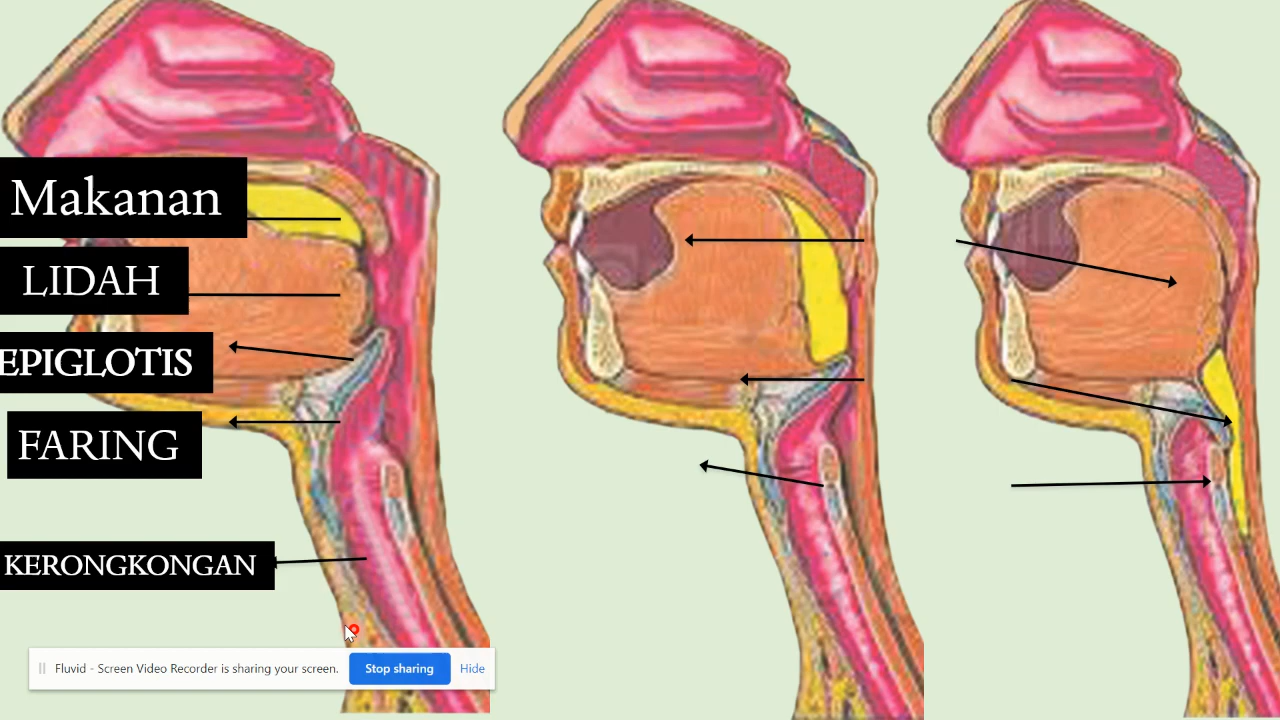 Makanan
LIDAH
EPIGLOTIS
FARING
KERONGKONGAN
Fluvid - Screen Video Recorder is sharing your screen. Stop sharing Hide